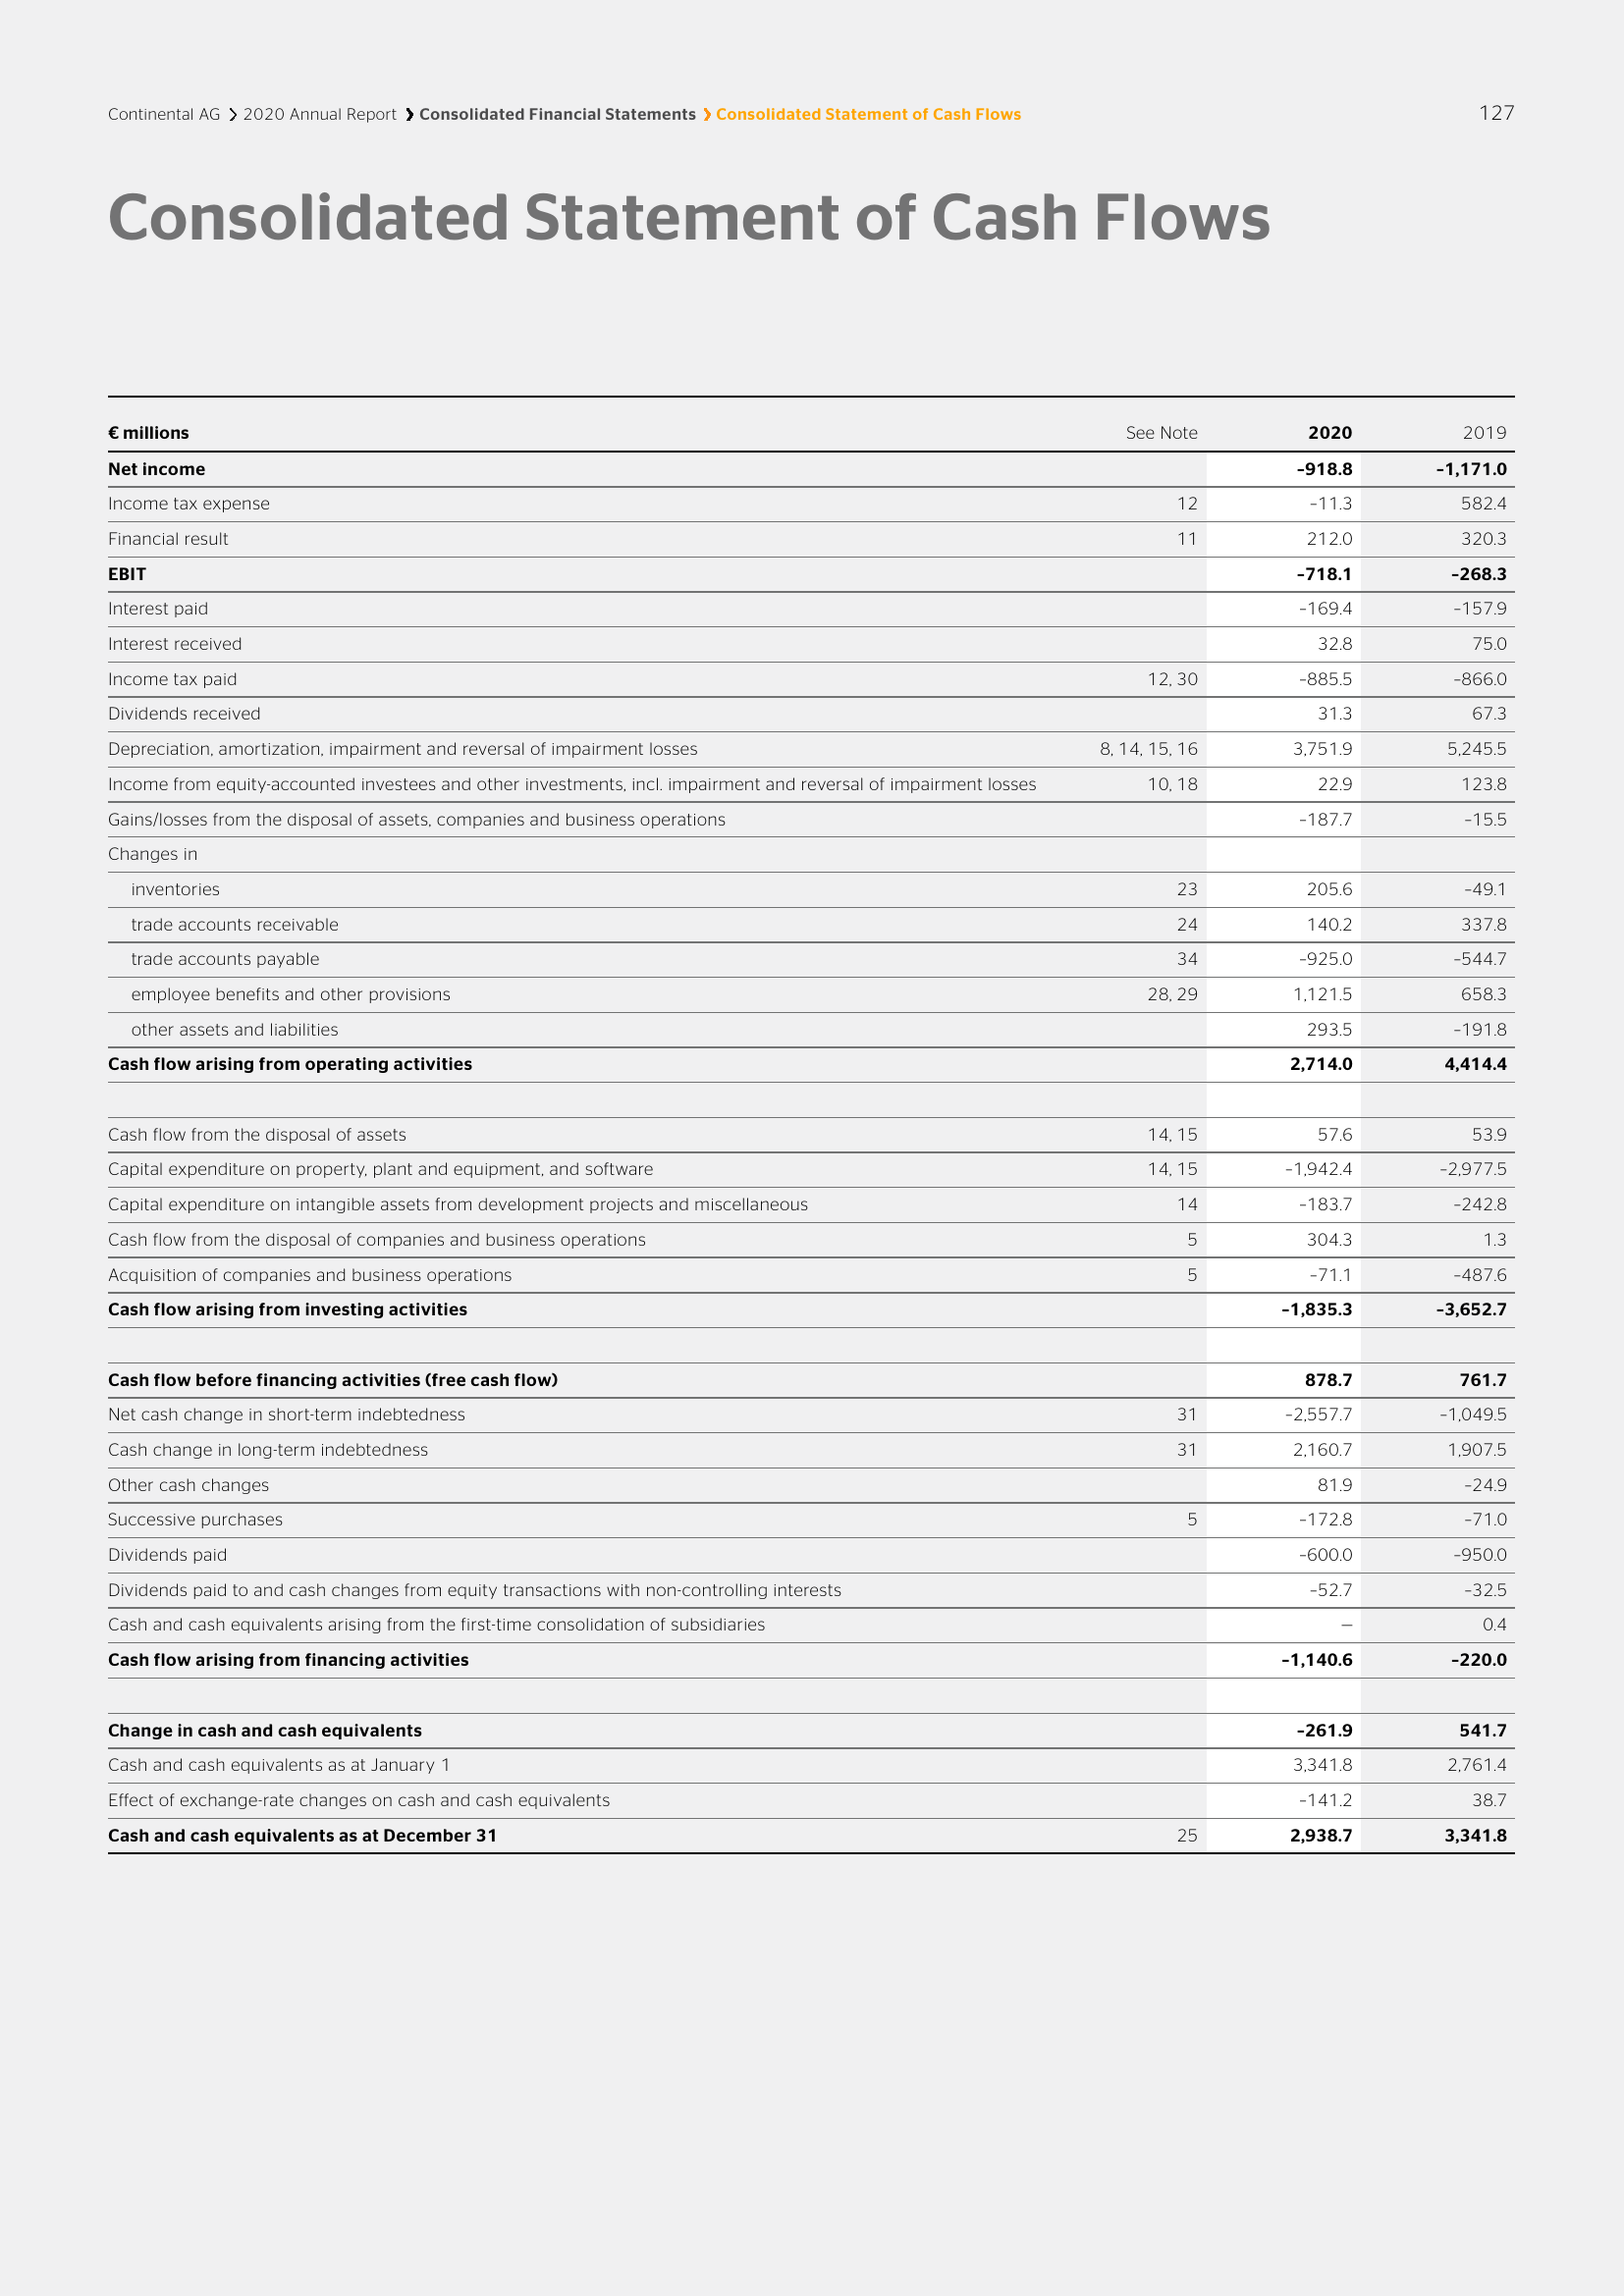 Continental AG ❯ 2020 Annual Report ❯ Consolidated Financial Statements ❯ Consolidated Statement of Cash Flows 127
Consolidated Statement of Cash Flows
€ millions See Note 2020 2019
Net income –918.8 –1,171.0
Income tax expense 12 –11.3 582.4
Financial result 11 212.0 320.3
EBIT –718.1 –268.3
Interest paid –169.4 –157.9
Interest received 32.8 75.0
Income tax paid 12, 30 –885.5 –866.0
Dividends received 31.3 67.3
Depreciation, amortization, impairment and reversal of impairment losses 8, 14, 15, 16 3,751.9 5,245.5
Income from equity-accounted investees and other investments, incl. impairment and reversal of impairment losses 10, 18 22.9 123.8
Gains/losses from the disposal of assets, companies and business operations –187.7 –15.5
Changes in
inventories 23 205.6 –49.1
trade accounts receivable 24 140.2 337.8
trade accounts payable 34 –925.0 –544.7
employee benefits and other provisions 28, 29 1,121.5 658.3
other assets and liabilities 293.5 –191.8
Cash flow arising from operating activities 2,714.0 4,414.4
Cash flow from the disposal of assets 14, 15 57.6 53.9
Capital expenditure on property, plant and equipment, and software 14, 15 –1,942.4 –2,977.5
Capital expenditure on intangible assets from development projects and miscellaneous 14 –183.7 –242.8
Cash flow from the disposal of companies and business operations 5 304.3 1.3
Acquisition of companies and business operations 5 –71.1 –487.6
Cash flow arising from investing activities –1,835.3 –3,652.7
Cash flow before financing activities (free cash flow) 878.7 761.7
Net cash change in short-term indebtedness 31 –2,557.7 –1,049.5
Cash change in long-term indebtedness 31 2,160.7 1,907.5
Other cash changes 81.9 –24.9
Successive purchases 5 –172.8 –71.0
Dividends paid –600.0 –950.0
Dividends paid to and cash changes from equity transactions with non-controlling interests –52.7 –32.5
Cash and cash equivalents arising from the first-time consolidation of subsidiaries — 0.4
Cash flow arising from financing activities –1,140.6 –220.0
Change in cash and cash equivalents –261.9 541.7
Cash and cash equivalents as at January 1 3,341.8 2,761.4
Effect of exchange-rate changes on cash and cash equivalents –141.2 38.7
Cash and cash equivalents as at December 31 25 2,938.7 3,341.8